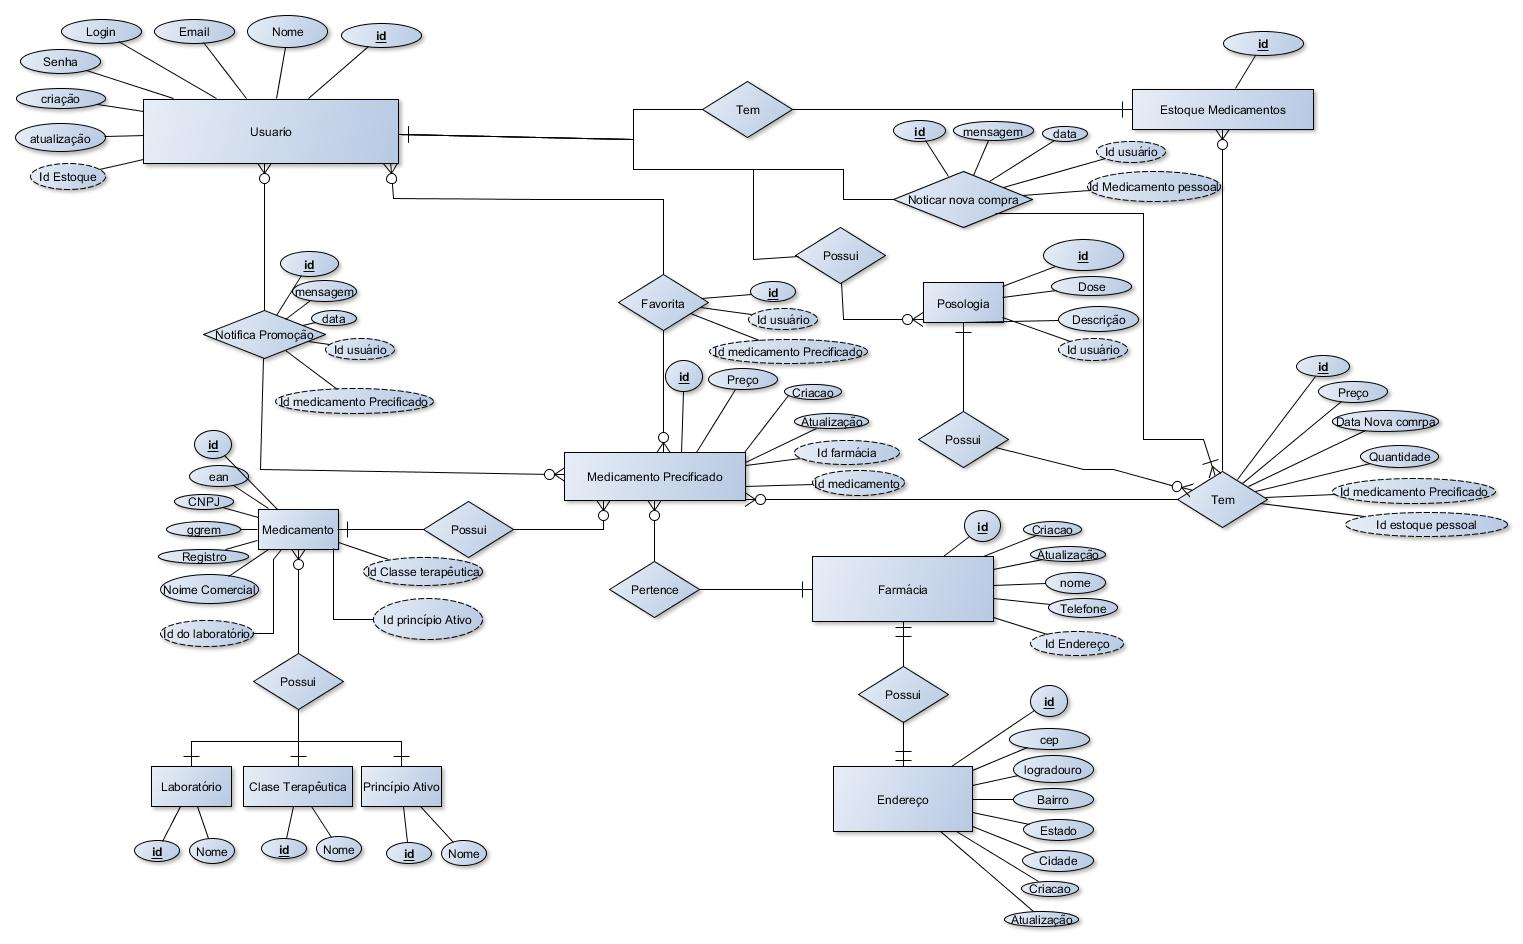 Login
Email
Nome
id
Senha
criação
atualização
Id Estoque
Usuario
Tem
id
Estoque Medicamentos
id
mensagem
data
Id usuário
Id Medicamento pessoal
Noticar nova compra
Possui
id
Dose
Descrição
Id usuário
Posologia
id
mensagem
data
Id usuário
Id medicamento Precificado
Notifica Promoção
Favorita
id
Id usuário
Id medicamento Precificado
id
Preço
Criacao
Atualização
Id farmácia
Id medicamento
Medicamento Precificado
Possui
id
Preço
Data Nova comrpa
Quantidade
Id medicamento Precificado
Id estoque pessoal
Tem
id
ean
CNPJ
ggrem
Registro
Noime Comercial
Id do laboratório
Medicamento
Id Classe terapêutica
Id princípio Ativo
Possui
Pertence
id
Criacao
Atualização
nome
Telefone
Id Endereço
Farmácia
Possui
Possui
id
cep
logradouro
Bairro
Estado
Cidade
Criacao
Atualização
Endereço
Laboratório
Clase Terapêutica
Princípio Ativo
id
Nome
id
Nome
id
Nome